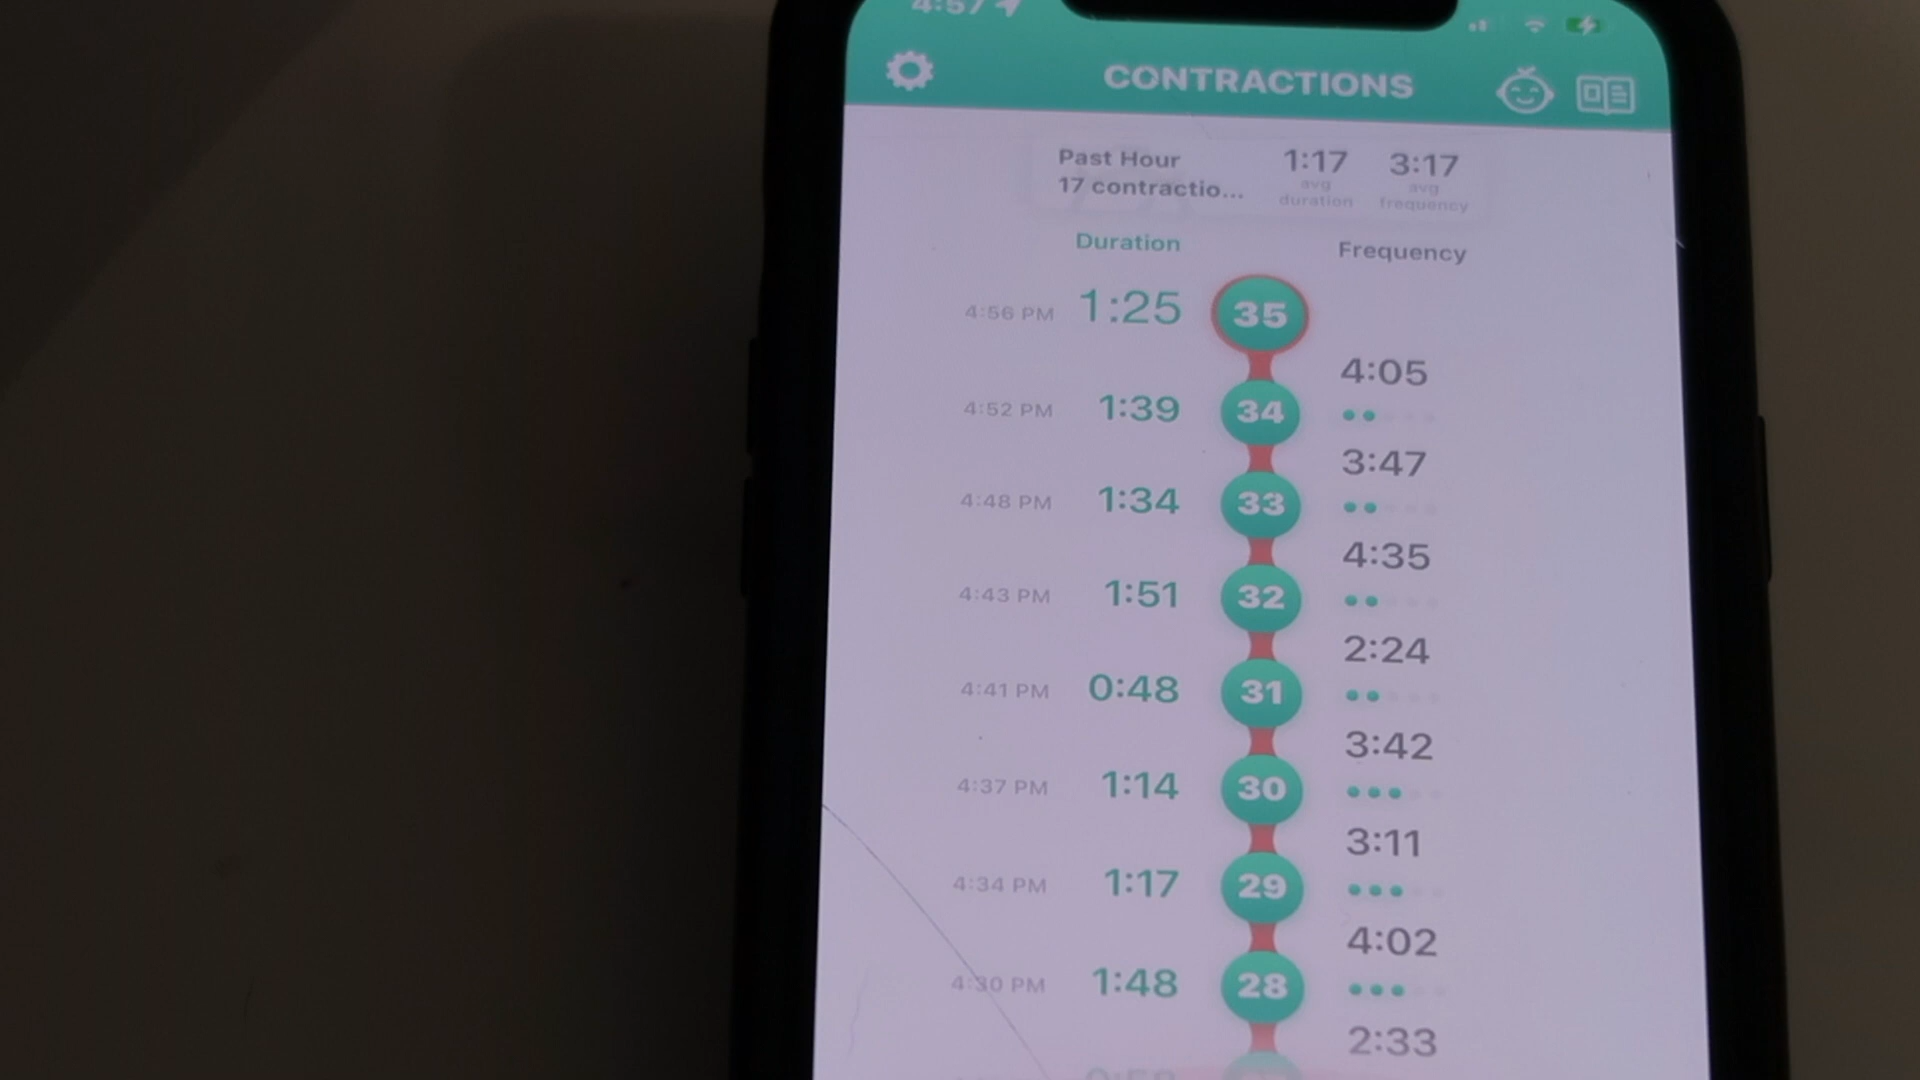 4:57
CONTRACTIONS
Past Hour 1:17 3:17
17 contractio... avg avg
duration frequency
Duration Frequency
4:56 PM 1:25 35
4:05
4:52 PM 1:39 34
3:47
4:48 PM 1:34 33
4:35
4:43 PM 1:51 32
2:24
4:41 PM 0:48 31
3:42
4:37 PM 1:14 30
3:11
4:34 PM 1:17 29
4:02
4:30 PM 1:48 28
2:33
0:58